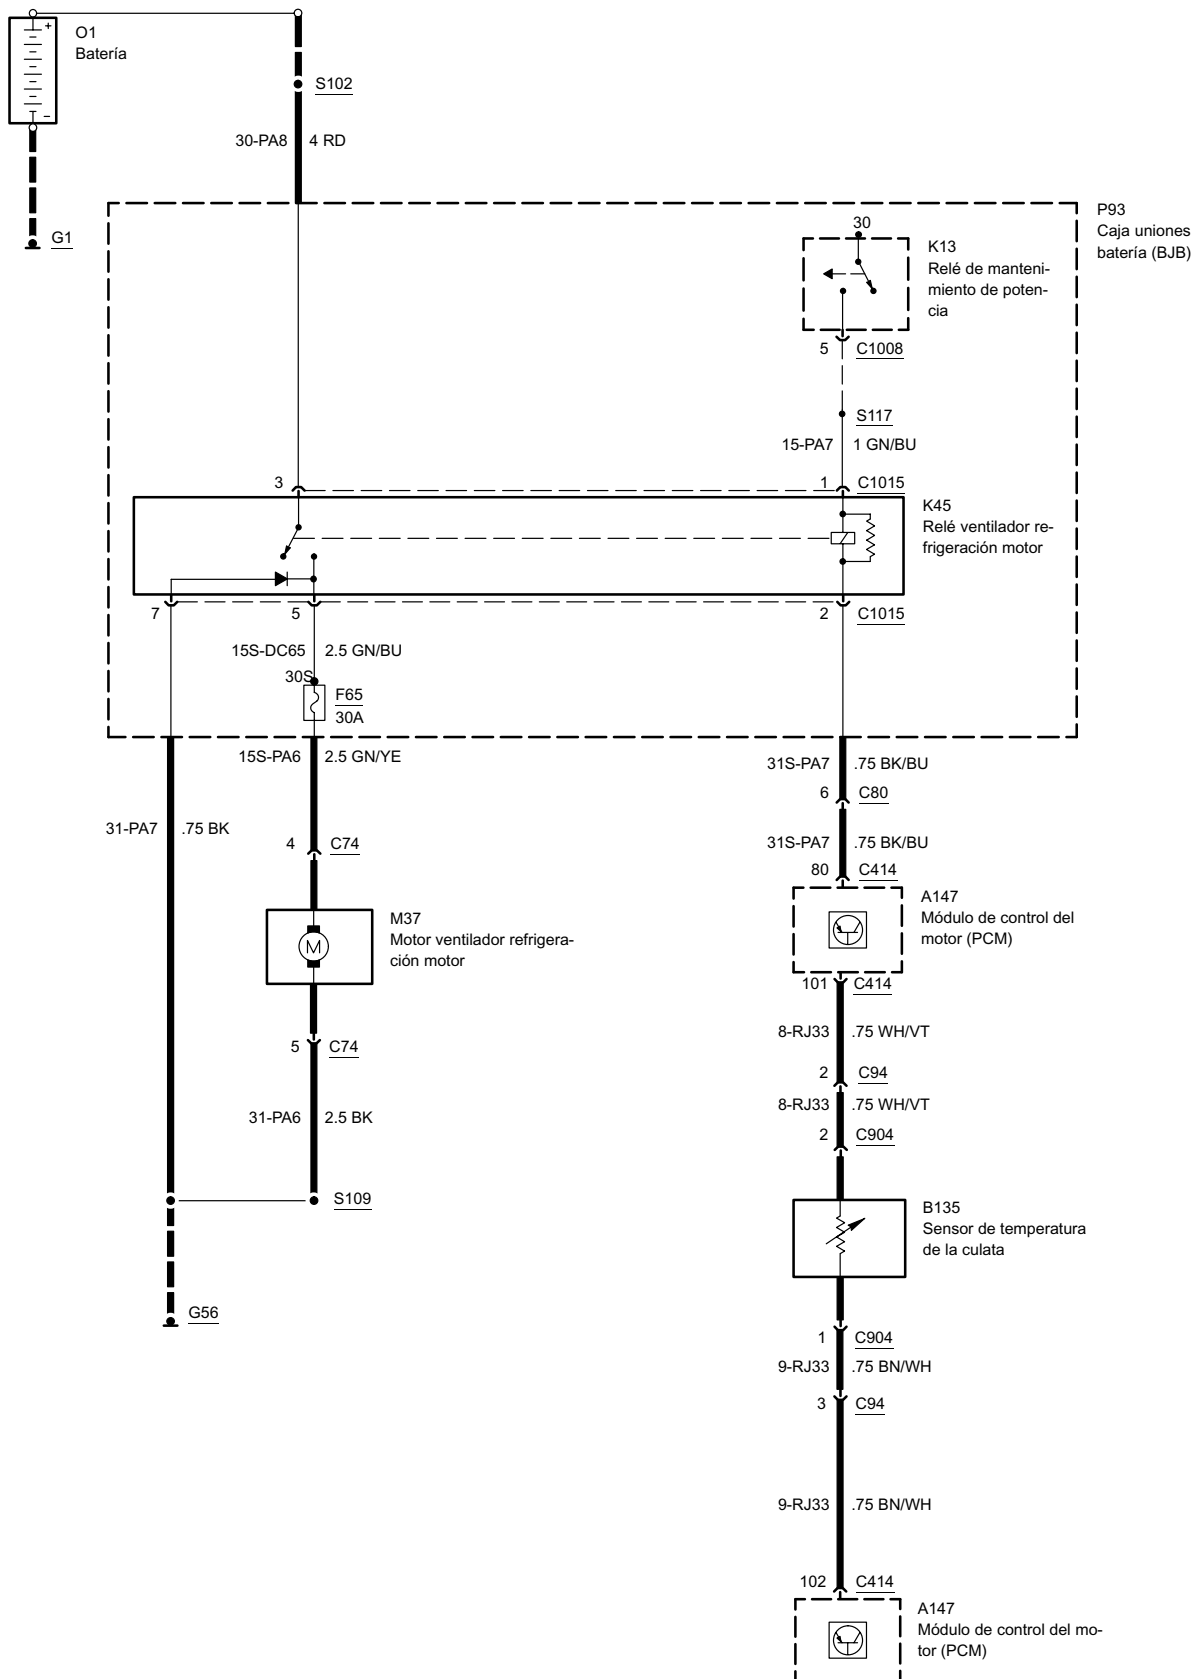 +
O1
Batería
−
S102
30-PA8 4 RD
G1
P93
Caja uniones
batería (BJB)
30
K13
Relé de manteni-
miento de poten-
cia
5 C1008
S117
15-PA7 1 GN/BU
3 1 C1015
K45
Relé ventilador re-
frigeración motor
7 5 2 C1015
15S-DC65 2.5 GN/BU
30S
F65
30A
15S-PA6 2.5 GN/YE
31S-PA7 .75 BK/BU
6 C80
31-PA7 .75 BK
31S-PA7 .75 BK/BU
4 C74
80 C414
A147
Módulo de control del
motor (PCM)
M37
Motor ventilador refrigera-
ción motor
M
101 C414
8-RJ33 .75 WH/VT
5 C74
2 C94
8-RJ33 .75 WH/VT
31-PA6 2.5 BK
2 C904
S109
B135
Sensor de temperatura
de la culata
G56
1 C904
9-RJ33 .75 BN/WH
3 C94
9-RJ33 .75 BN/WH
102 C414
A147
Módulo de control del mo-
tor (PCM)